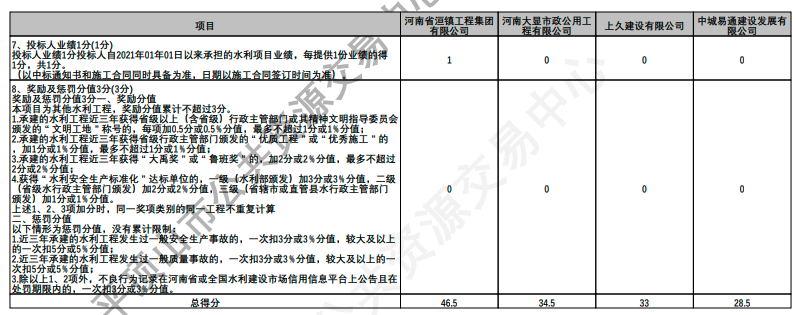 项目 河南省洹镇工程集团有限公司 河南大显市政公用工程有限公司 上久建设有限公司 中城易通建设发展有限公司
7、投标人业绩1分(1分)
投标人业绩1分投标人自2021年01年01日以来承担的水利项目业绩，每提供1份业绩的得
1分，共1分。
（以中标通知书和施工合同同时具备为准，日期以施工合同签订时间为准）。
1 0 0 0
8、奖励及惩罚分值3分(3分)
奖励及惩罚分值3分一、奖励分值
本项目为其他水利工程，奖励分值累计不超过3分。
1.承建的水利工程近三年获得省级以上（含省级）行政主管部门或其精神文明指导委员会
颁发的“文明工地”称号的，每项加0.5分或0.5％分值，最多不超过1分或1％分值；
2.承建的水利工程近三年获得省级行政主管部门颁发的“优质工程”或“优秀施工”的
，加1分或1％分值，最多不超过1分或1％分值；
3.承建的水利工程近三年获得“大禹奖”或“鲁班奖”的，加2分或2％分值，最多不超过
2分或2％分值；
4.获得“水利安全生产标准化”达标单位的，一级（水利部颁发）加3分或3％分值，二级
（省级水行政主管部门颁发）加2分或2％分值，三级（省辖市或直管县水行政主管部门
颁发）加1分或1％分值。
上述1、2、3项加分时，同一奖项类别的同一工程不重复计算
二、惩罚分值
以下情形为惩罚分值，没有累计限制：
1.近三年承建的水利工程发生过一般安全生产事故的，一次扣3分或3％分值，较大及以上
的一次扣5分或5％分值；
2.近三年承建的水利工程发生过一般质量事故的，一次扣3分或3％分值，较大及以上的一
次扣5分或5％分值；
3.除以上1、2项外，不良行为记录在河南省或全国水利建设市场信用信息平台上公告且在
处罚期限内的，一次扣3分或3％分值。
0 0 0 0
总得分 46.5 34.5 33 28.5
平顶山市公共资源交易中心
公共资源交易中心